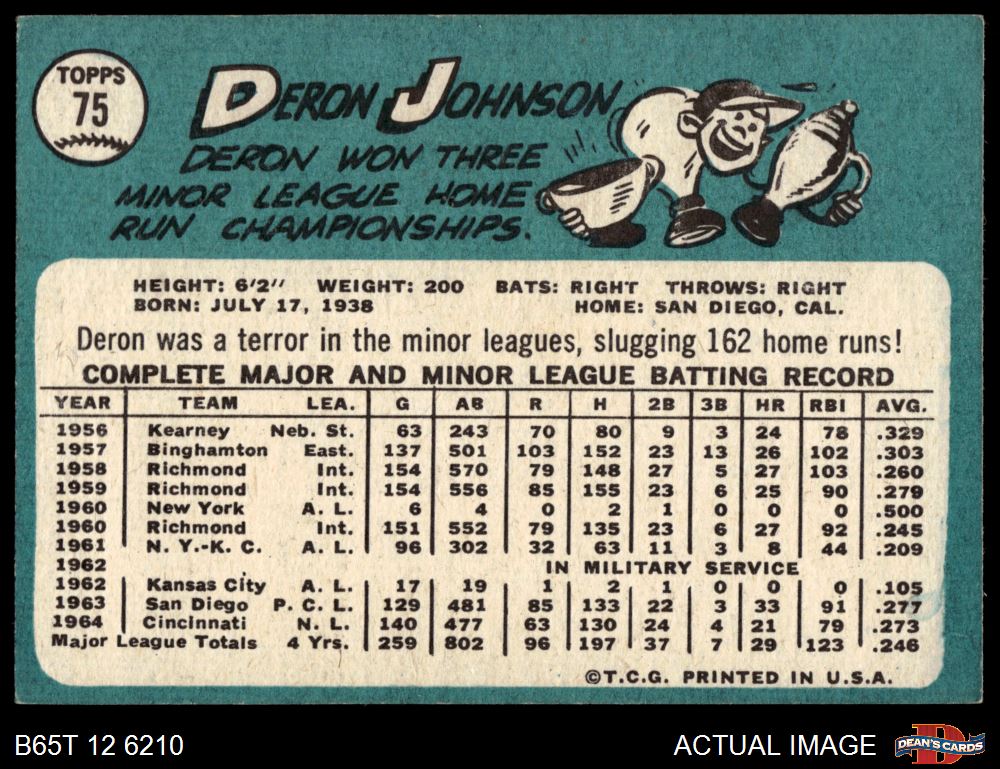 TOPPS
75
DERON JOHNSON
DERON WON THREE
MINOR LEAGUE HOME
RUN CHAMPIONSHIPS.
HEIGHT: 6'2" WEIGHT: 200 BATS: RIGHT THROWS: RIGHT
BORN: JULY 17, 1938 HOME: SAN DIEGO, CAL.
Deron was a terror in the minor leagues, slugging 162 home runs!
COMPLETE MAJOR AND MINOR LEAGUE BATTING RECORD
YEAR TEAM LEA. G AB R H 2B 3B HR RBI AVG.
1956 Kearney Neb. St. 63 243 70 80 9 3 24 78 .329
1957 Binghamton East. 137 501 103 152 23 13 26 102 .303
1958 Richmond Int. 154 570 79 148 27 5 27 103 .260
1959 Richmond Int. 154 556 85 155 23 6 25 90 .279
1960 New York A. L. 6 4 0 2 1 0 0 0 .500
1960 Richmond Int. 151 552 79 135 23 6 27 92 .245
1961 N. Y.-K. C. A. L. 96 302 32 63 11 3 8 44 .209
1962 IN MILITARY SERVICE
1962 Kansas City A. L. 17 19 1 2 1 0 0 0 .105
1963 San Diego P. C. L. 129 481 85 133 22 3 33 91 .277
1964 Cincinnati N. L. 140 477 63 130 24 4 21 79 .273
Major League Totals 4 Yrs. 259 802 96 197 37 7 29 123 .246
©T.C.G. PRINTED IN U.S.A.
B65T 12 6210 ACTUAL IMAGE D DEAN'S CARDS